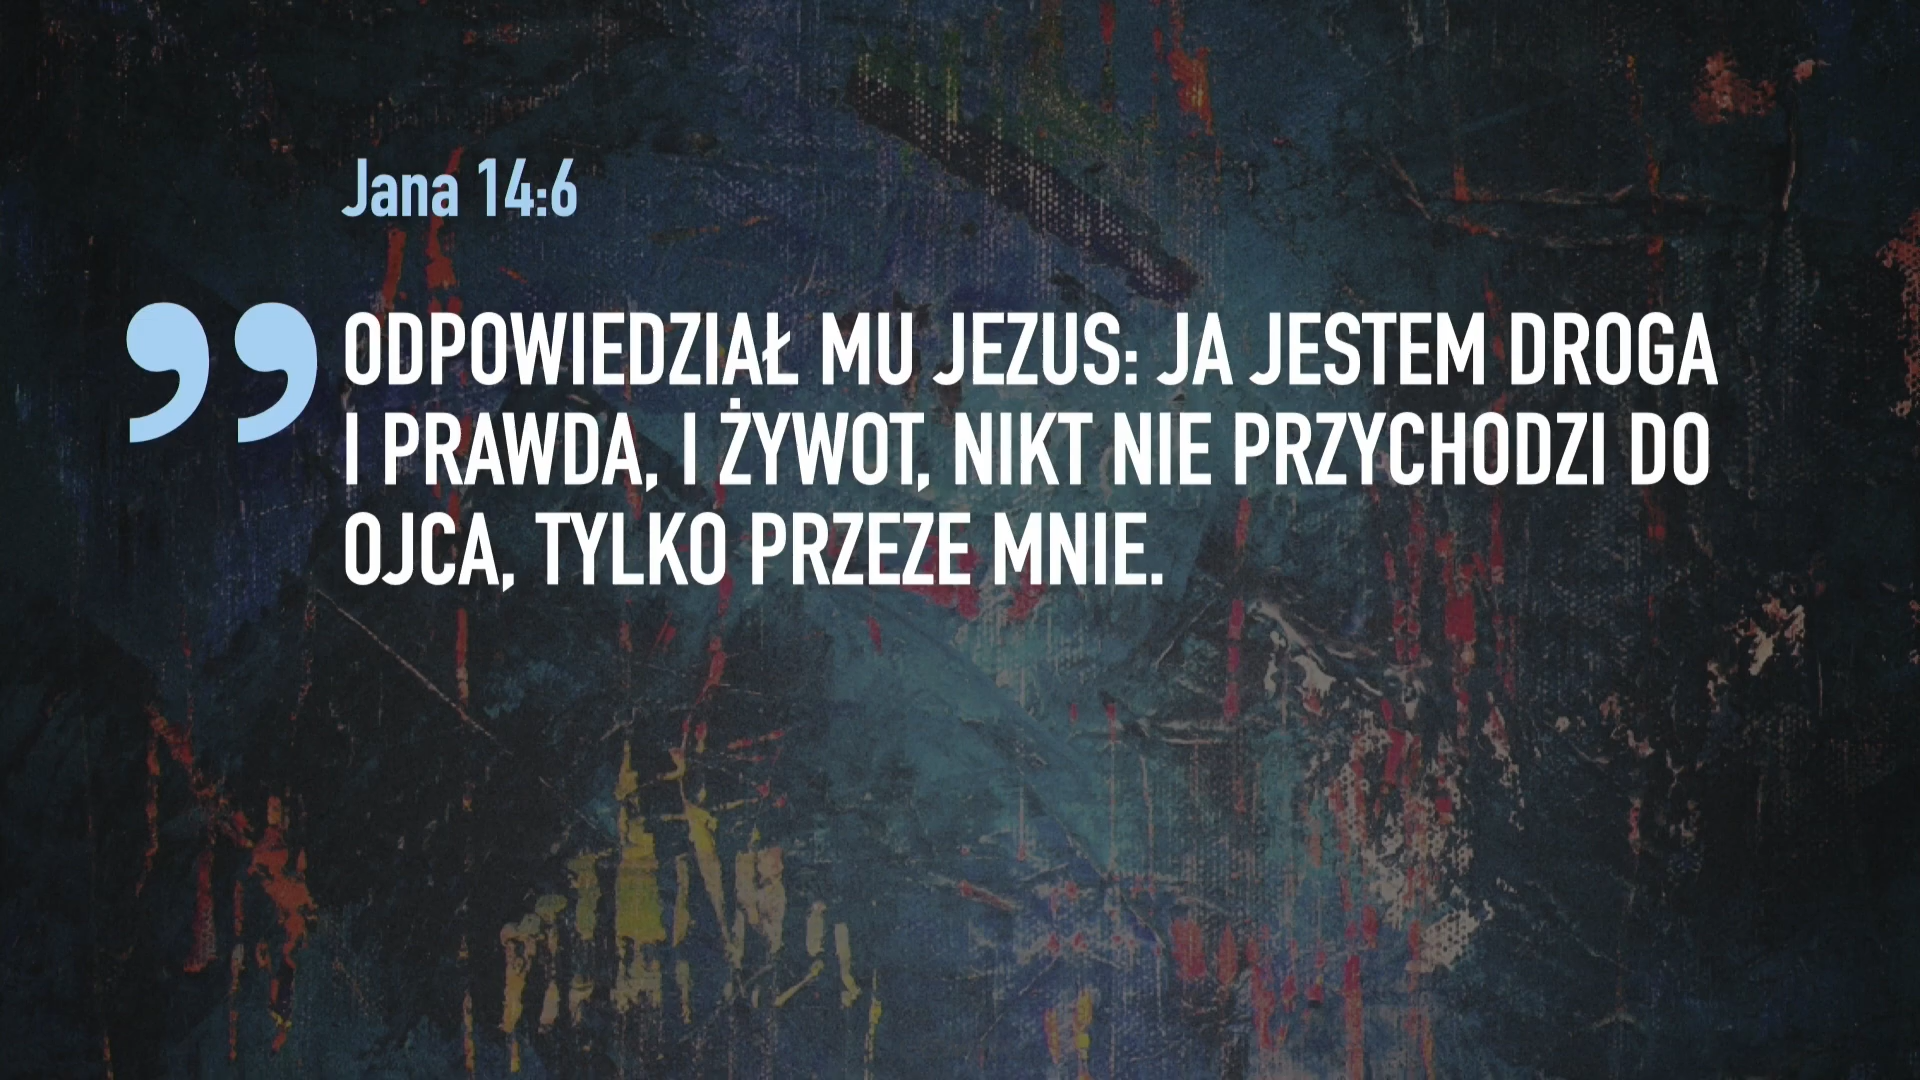 Jana 14:6
” ODPOWIEDZIAŁ MU JEZUS: JA JESTEM DROGA
I PRAWDA, I ŻYWOT, NIKT NIE PRZYCHODZI DO
OJCA, TYLKO PRZEZE MNIE.